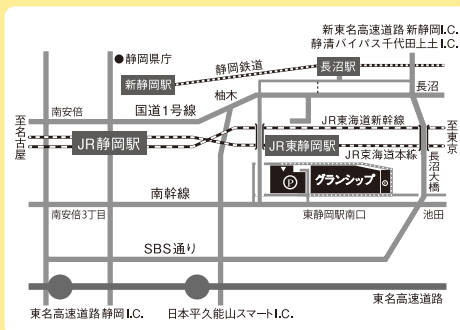 新東名高速道路 新静岡I.C.
静清バイパス千代田上土I.C.
静岡県庁
静岡鉄道
長沼駅
新静岡駅
柚木
長沼
南安倍
国道1号線
JR東海道新幹線
至名古屋
JR静岡駅
JR東静岡駅
至東京
JR東海道本線
長沼大橋
P
グランシップ
南幹線
南安倍3丁目
東静岡駅南口
池田
SBS通り
東名高速道路
東名高速道路 静岡I.C.
日本平久能山スマートI.C.